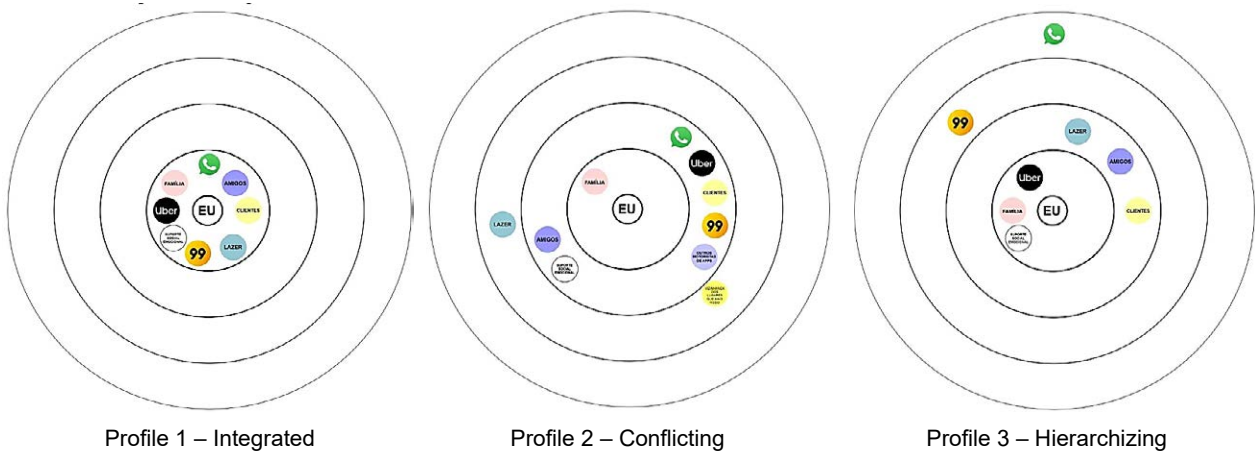 FAMÍLIA
AMIGOS
Uber
EU
CLIENTES
SUPORTE
SOCIAL
EMOCIONAL
99
LAZER
Uber
FAMÍLIA
CLIENTES
EU
LAZER
99
AMIGOS
SUPORTE
SOCIAL
EMOCIONAL
99
LAZER
AMIGOS
Uber
FAMÍLIA
EU
CLIENTES
SUPORTE
SOCIAL
EMOCIONAL
Profile 1 – Integrated
Profile 2 – Conflicting
Profile 3 – Hierarchizing